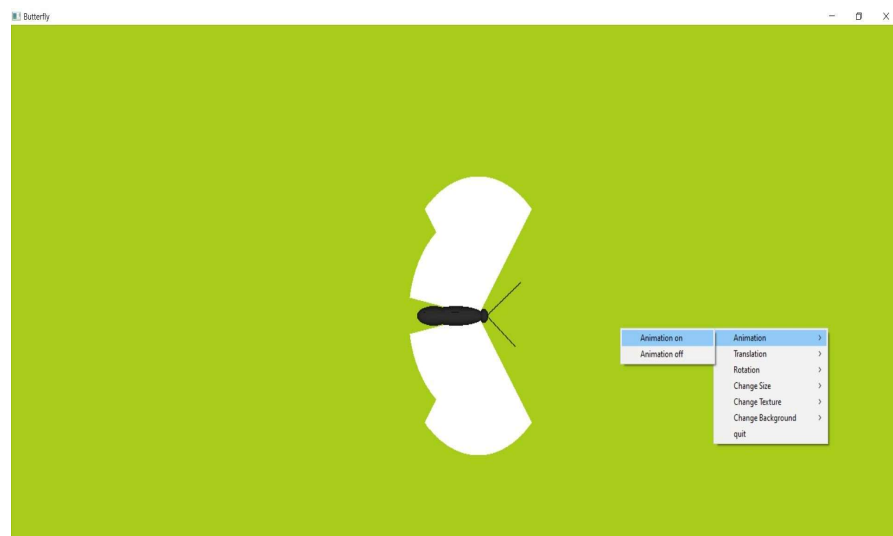 Butterfly
Animation on
Animation off
Animation
Translation
Rotation
Change Size
Change Texture
Change Background
quit